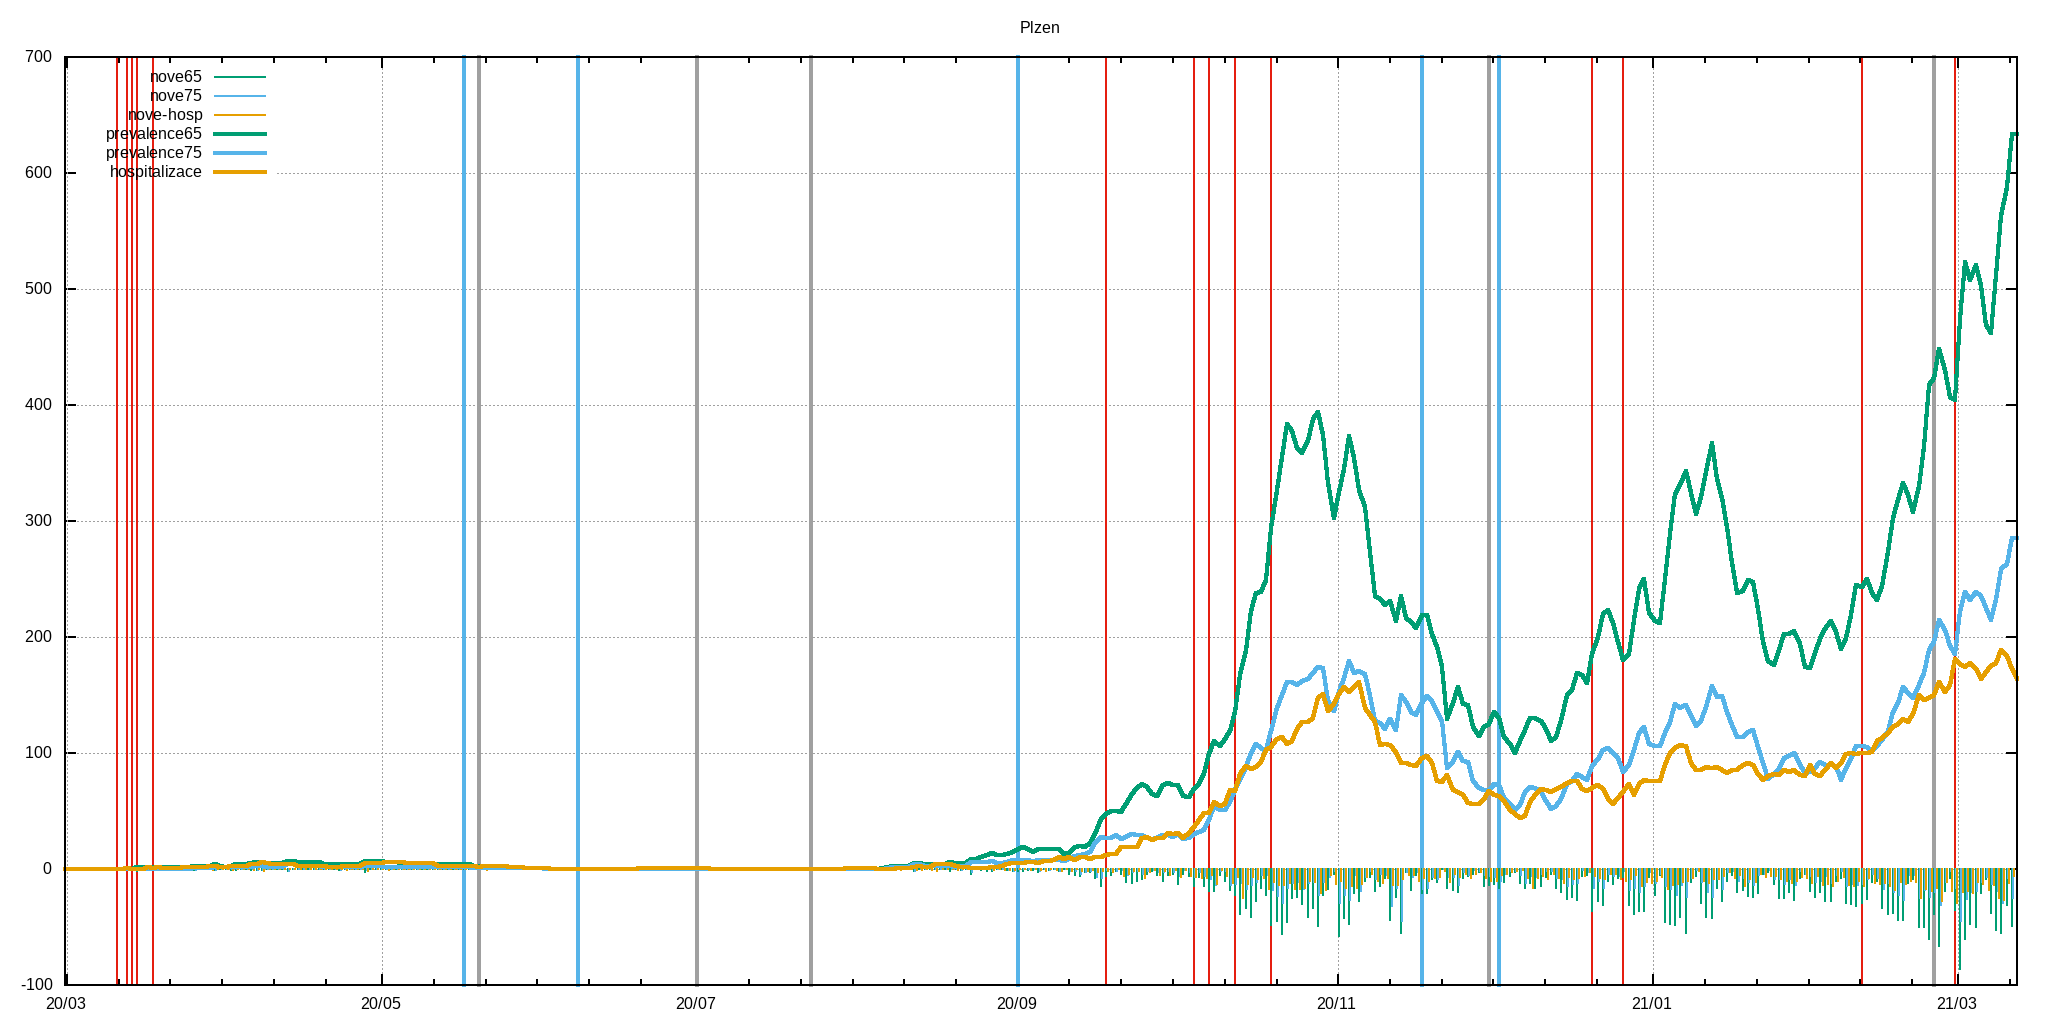 Plzen
700
600
500
400
300
200
100
0
-100
nove65
nove75
nove-hosp
prevalence65
prevalence75
hospitalizace
20/03 20/05 20/07 20/09 20/11 21/01 21/03